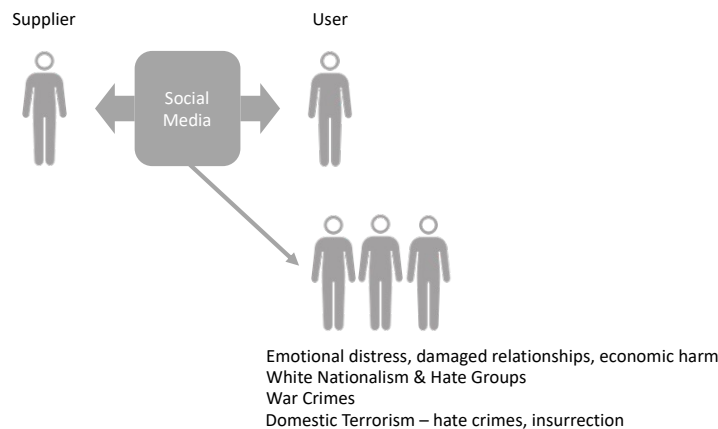 Supplier
User
Social
Media
Emotional distress, damaged relationships, economic harm
White Nationalism & Hate Groups
War Crimes
Domestic Terrorism – hate crimes, insurrection